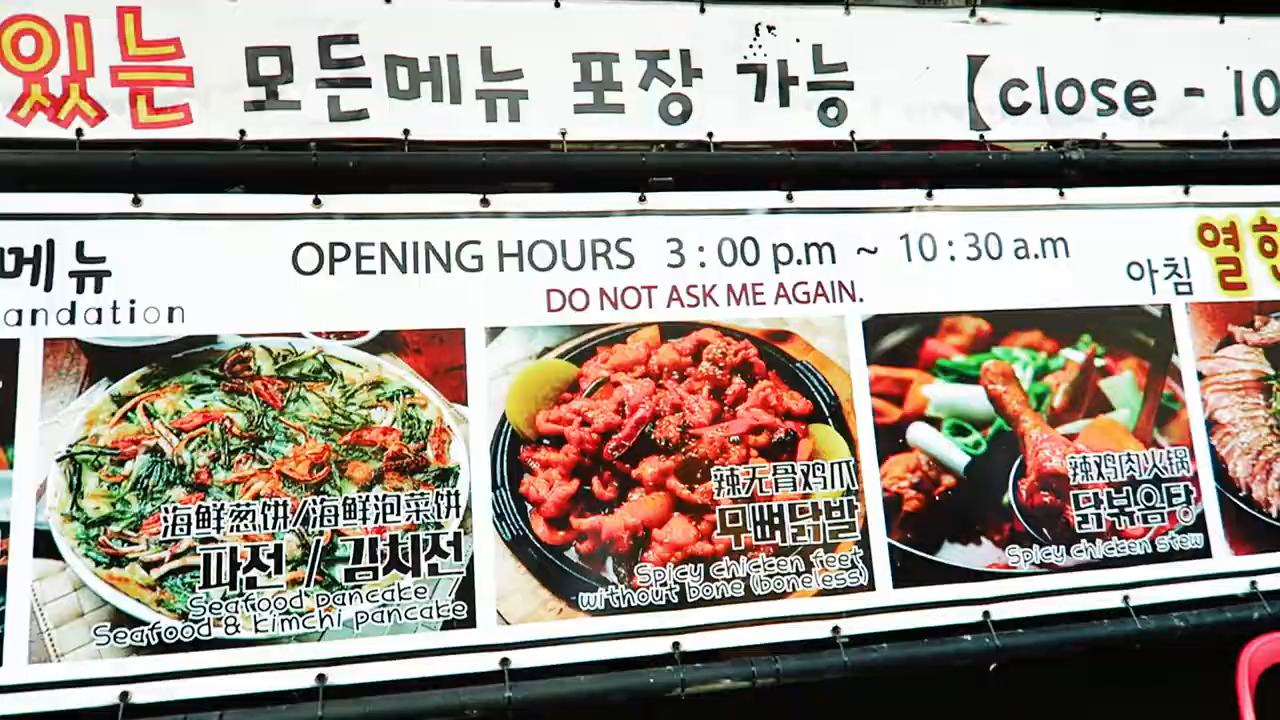 있는 모든메뉴 포장 가능 【close - 10
메뉴
andation
OPENING HOURS 3 : 00 p.m ~ 10 : 30 a.m
DO NOT ASK ME AGAIN.
아침 열
海鲜葱饼/海鲜泡菜饼
파전 / 김치전
Seafood pancake /
Seafood & kimchi pancake
辣无骨鸡爪
무뼈닭발
Spicy chicken feet
without bone (boneless)
辣鸡肉火锅
닭볶음탕
Spicy chicken stew